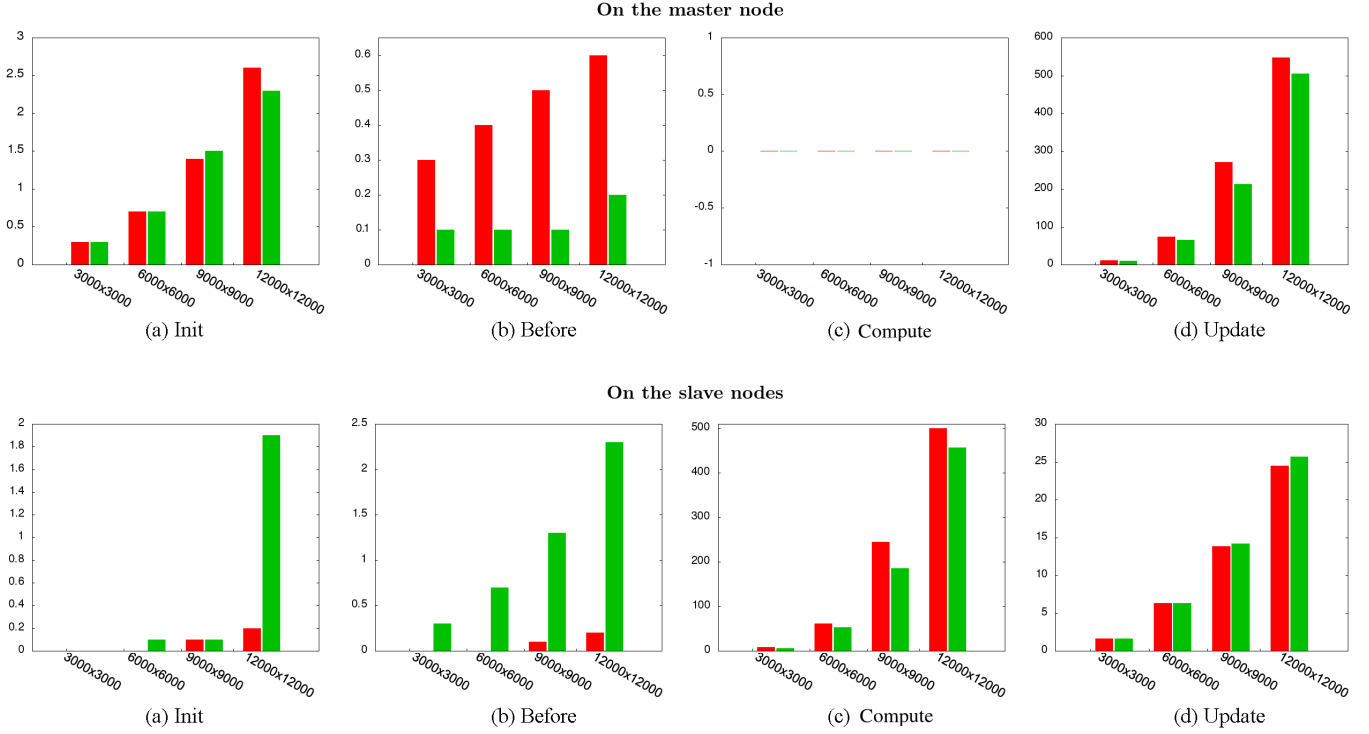 On the master node
3
2.5
2
1.5
1
0.5
0
3000x3000
6000x6000
9000x9000
12000x12000
(a) Init
0.6
0.5
0.4
0.3
0.2
0.1
0
3000x3000
6000x6000
9000x9000
12000x12000
(b) Before
1
0.5
0
-0.5
-1
3000x3000
6000x6000
9000x9000
12000x12000
(c) Compute
600
500
400
300
200
100
0
3000x3000
6000x6000
9000x9000
12000x12000
(d) Update
On the slave nodes
2
1.8
1.6
1.4
1.2
1
0.8
0.6
0.4
0.2
0
3000x3000
6000x6000
9000x9000
12000x12000
(a) Init
2.5
2
1.5
1
0.5
0
3000x3000
6000x6000
9000x9000
12000x12000
(b) Before
500
400
300
200
100
0
3000x3000
6000x6000
9000x9000
12000x12000
(c) Compute
30
25
20
15
10
5
0
3000x3000
6000x6000
9000x9000
12000x12000
(d) Update